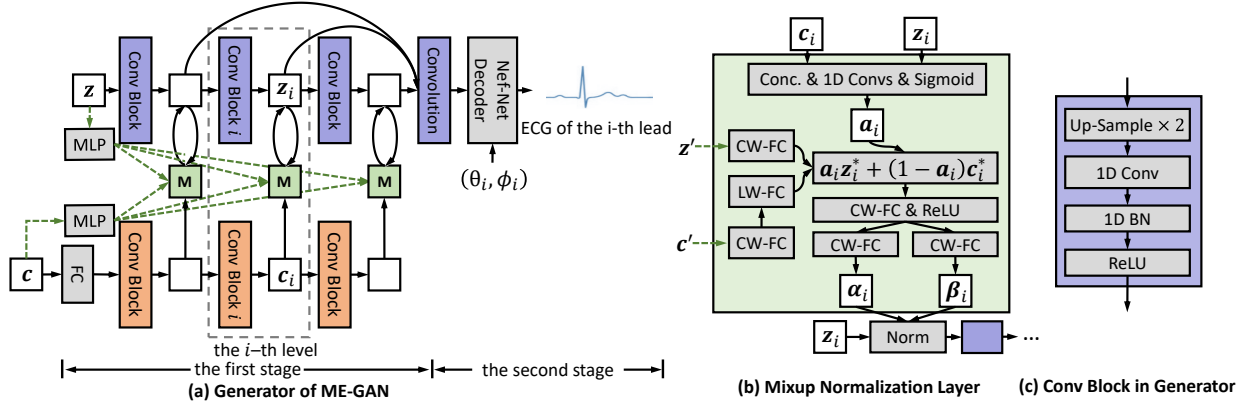 z
Conv Block
Conv Block i
z_i
Conv Block
Convolution
Nef-Net
Decoder
ECG of the i-th lead
(θ_i, ϕ_i)
MLP
M
M
M
MLP
c
FC
Conv Block
Conv Block i
c_i
Conv Block
the i–th level
the first stage
the second stage
(a) Generator of ME-GAN
c_i
z_i
Conc. & 1D Convs & Sigmoid
a_i
z′
CW-FC
a_i z_i^* + (1 − a_i)c_i^*
LW-FC
CW-FC & ReLU
c′
CW-FC
CW-FC
CW-FC
α_i
β_i
z_i
Norm
...
(b) Mixup Normalization Layer
Up-Sample × 2
1D Conv
1D BN
ReLU
(c) Conv Block in Generator